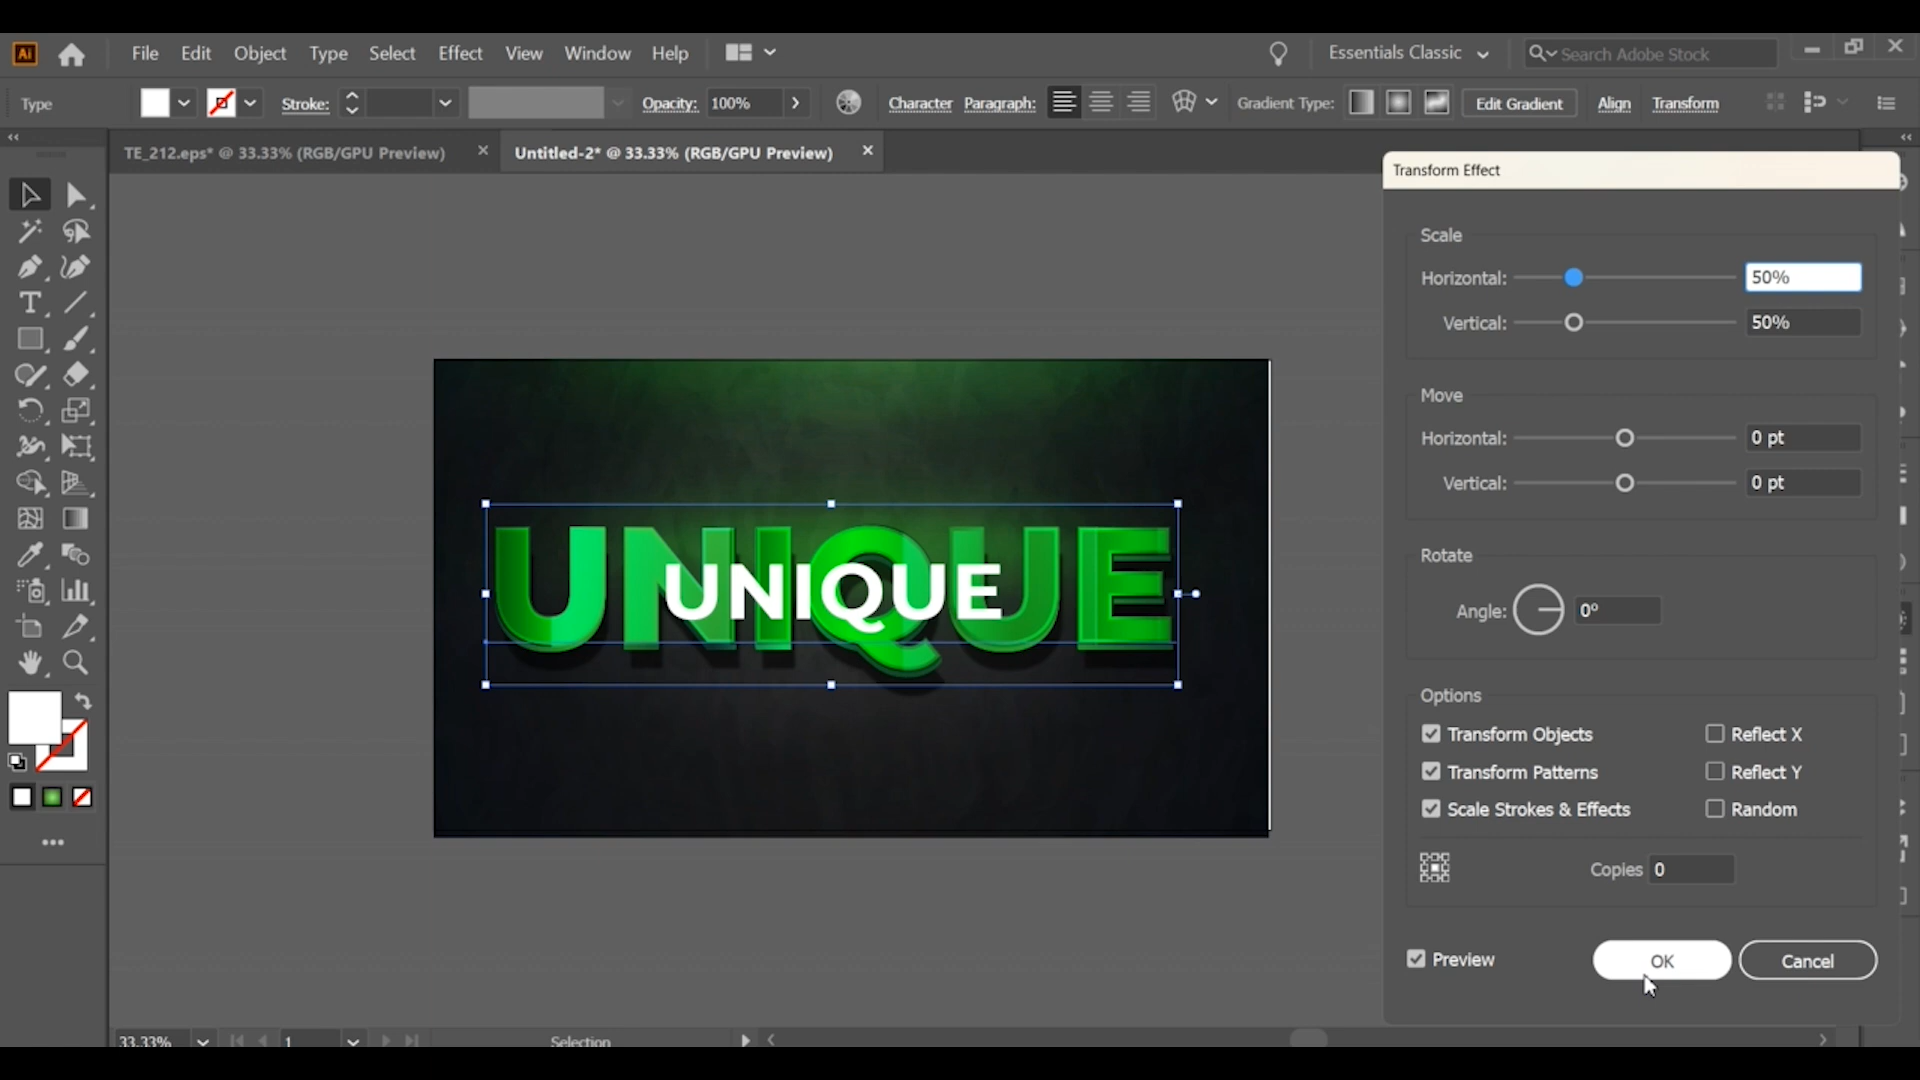 Ai File Edit Object Type Select Effect View Window Help Essentials Classic Search Adobe Stock
Type Stroke: Opacity: 100% Character Paragraph: Gradient Type: Edit Gradient Align Transform
TE_212.eps* @ 33.33% (RGB/GPU Preview) Untitled-2* @ 33.33% (RGB/GPU Preview)
Transform Effect
Scale
Horizontal: 50%
Vertical: 50%
Move
Horizontal: 0 pt
Vertical: 0 pt
UNIQUE
UNIQUE
Rotate
Angle: 0°
Options
Transform Objects Reflect X
Transform Patterns Reflect Y
Scale Strokes & Effects Random
Copies 0
Preview OK Cancel
33.33% 1 Selection